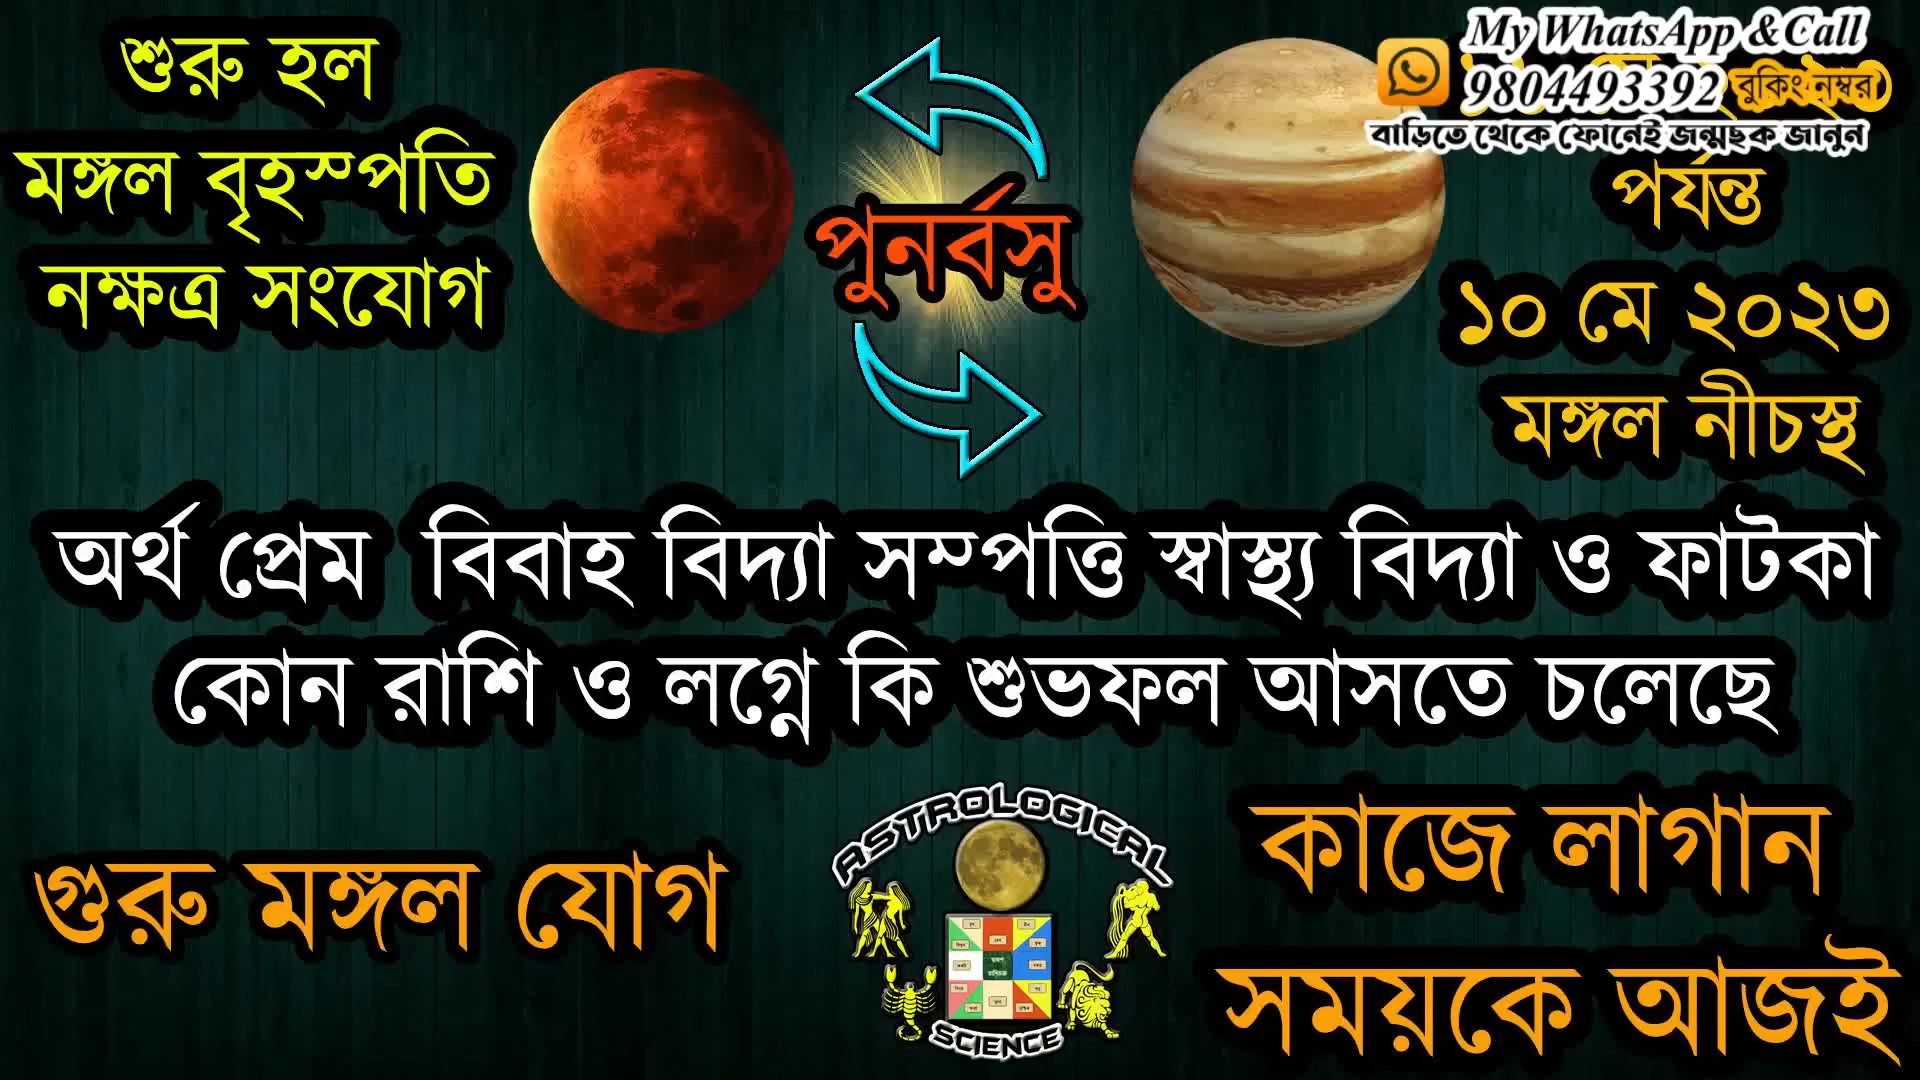 শুরু হল
মঙ্গল বৃহস্পতি
নক্ষত্র সংযোগ
পুনর্বসু
My WhatsApp & Call
9804493392 বুকিং নম্বর
বাড়িতে থেকে ফোনেই জন্মছক জানুন
পর্যন্ত
১০ মে ২০২৩
মঙ্গল নীচস্থ
অর্থ প্রেম বিবাহ বিদ্যা সম্পত্তি স্বাস্থ্য বিদ্যা ও ফাটকা
কোন রাশি ও লগ্নে কি শুভফল আসতে চলেছে
গুরু মঙ্গল যোগ
ASTROLOGICAL
SCIENCE
কাজে লাগান
সময়কে আজই